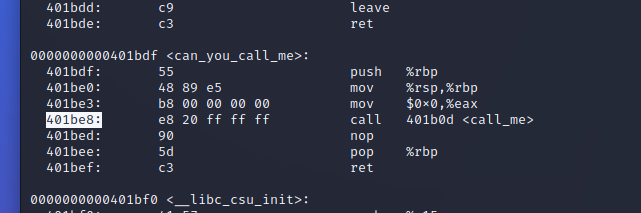 401bdd: c9 leave
401bde: c3 ret
0000000000401bdf <can_you_call_me>:
401bdf: 55 push %rbp
401be0: 48 89 e5 mov %rsp,%rbp
401be3: b8 00 00 00 00 mov $0×0,%eax
401be8: e8 20 ff ff ff call 401b0d <call_me>
401bed: 90 nop
401bee: 5d pop %rbp
401bef: c3 ret
0000000000401bf0 <__libc_csu_init>: